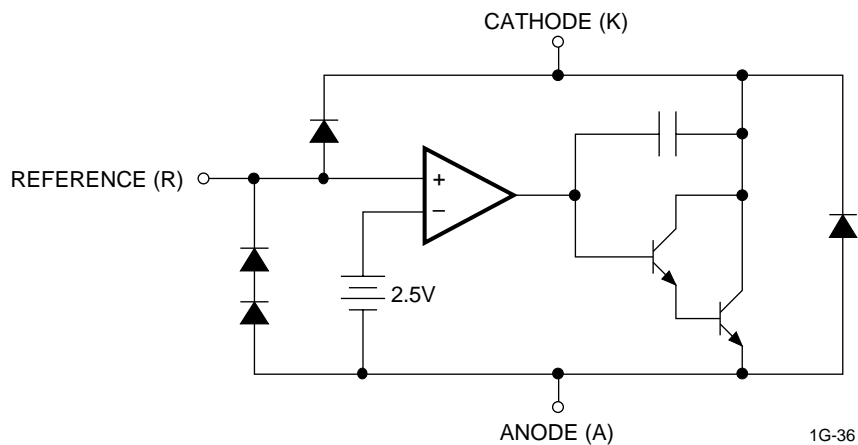 CATHODE (K)
REFERENCE (R)
+
−
2.5V
ANODE (A)
1G-36